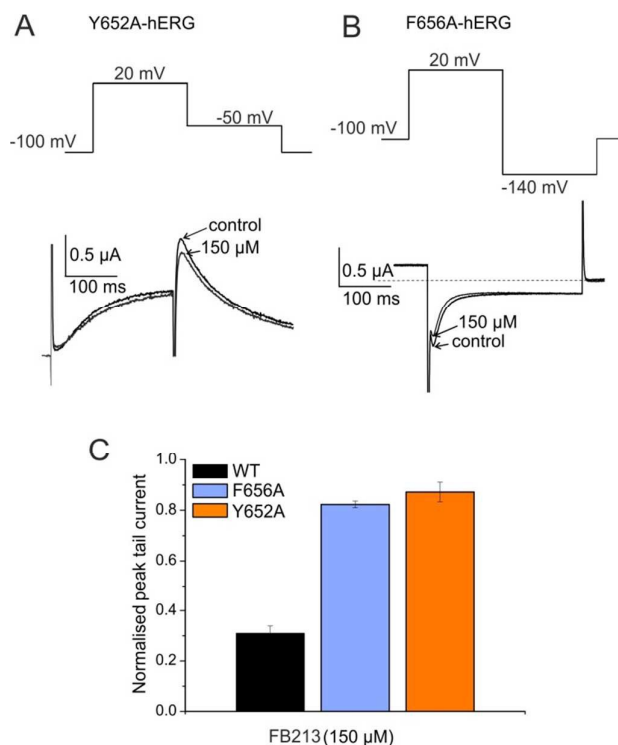 A
Y652A-hERG
20 mV
-50 mV
-100 mV
control
150 µM
0.5 µA
100 ms
B
F656A-hERG
20 mV
-100 mV
-140 mV
0.5 µA
100 ms
150 µM
control
C
WT
F656A
Y652A
Normalised peak tail current
1.0
0.8
0.6
0.4
0.2
0.0
FB213 (150 µM)